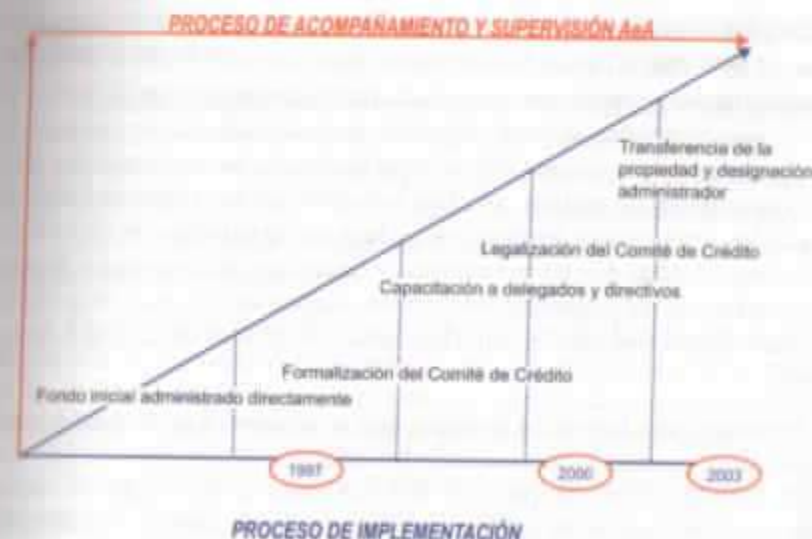 PROCESO DE ACOMPAÑAMIENTO Y SUPERVISIÓN AeA
Transferencia de la
propiedad y designación
administrador
Legalización del Comité de Crédito
Capacitación a delegados y directivos
Formalización del Comité de Crédito
Fondo inicial administrado directamente
1997
2000
2003
PROCESO DE IMPLEMENTACIÓN